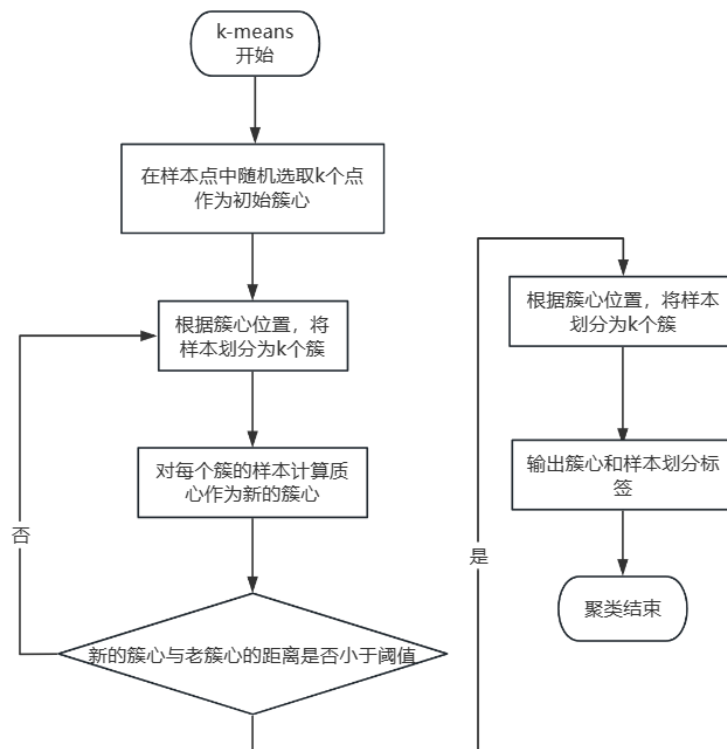 k-means
开始
在样本点中随机选取k个点
作为初始簇心
根据簇心位置，将
样本划分为k个簇
对每个簇的样本计算质
心作为新的簇心
否
新的簇心与老簇心的距离是否小于阈值
是
根据簇心位置，将样本
划分为k个簇
输出簇心和样本划分标
签
聚类结束